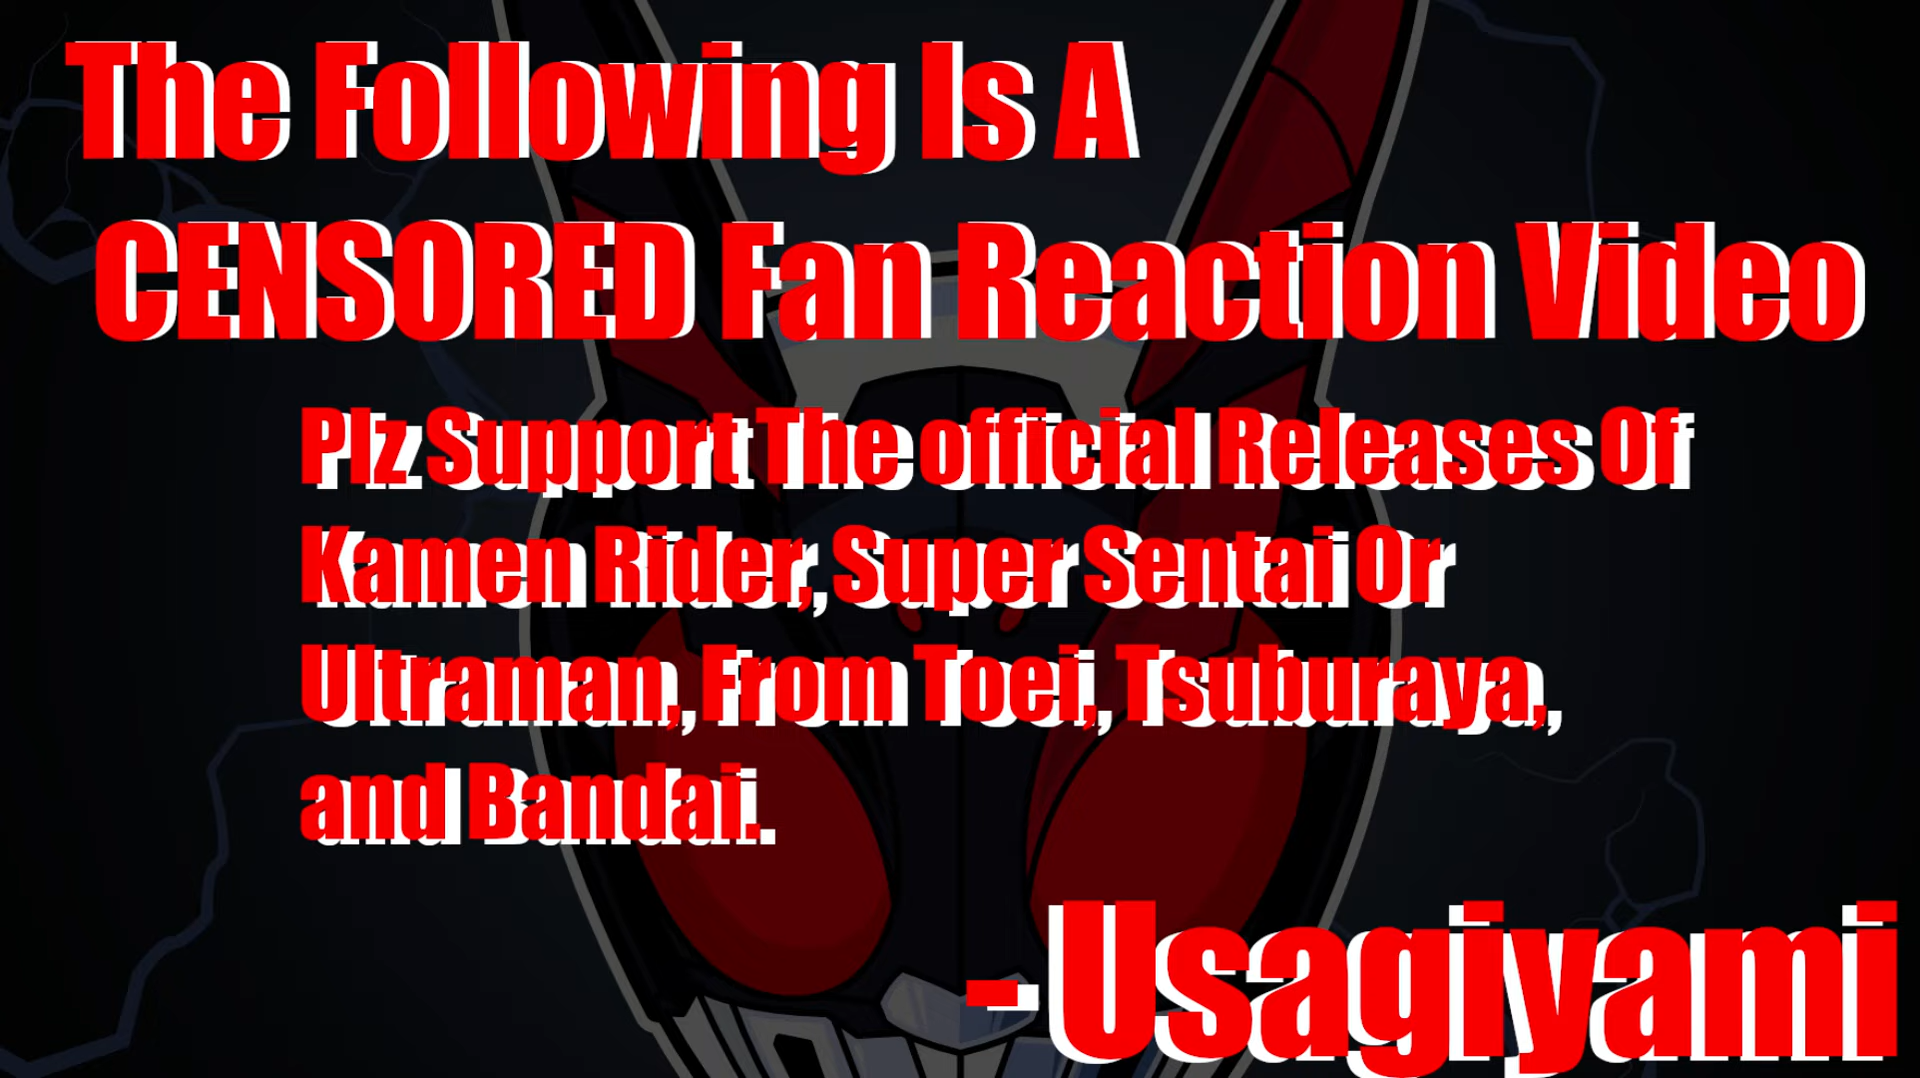 The Following Is A
CENSORED Fan Reaction Video
Plz Support The official Releases Of
Kamen Rider, Super Sentai Or
Ultraman, From Toei, Tsuburaya,
and Bandai.
- Usagiyami